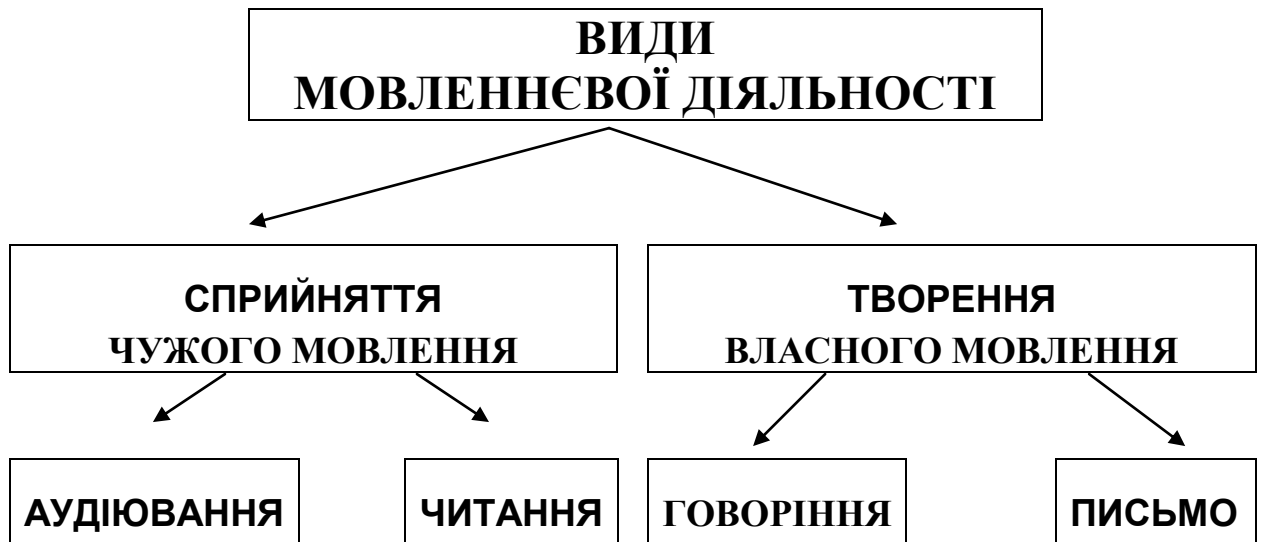 ВИДИ
МОВЛЕННЄВОЇ ДІЯЛЬНОСТІ
СПРИЙНЯТТЯ
ЧУЖОГО МОВЛЕННЯ
ТВОРЕННЯ
ВЛАСНОГО МОВЛЕННЯ
АУДІЮВАННЯ
ЧИТАННЯ
ГОВОРІННЯ
ПИСЬМО